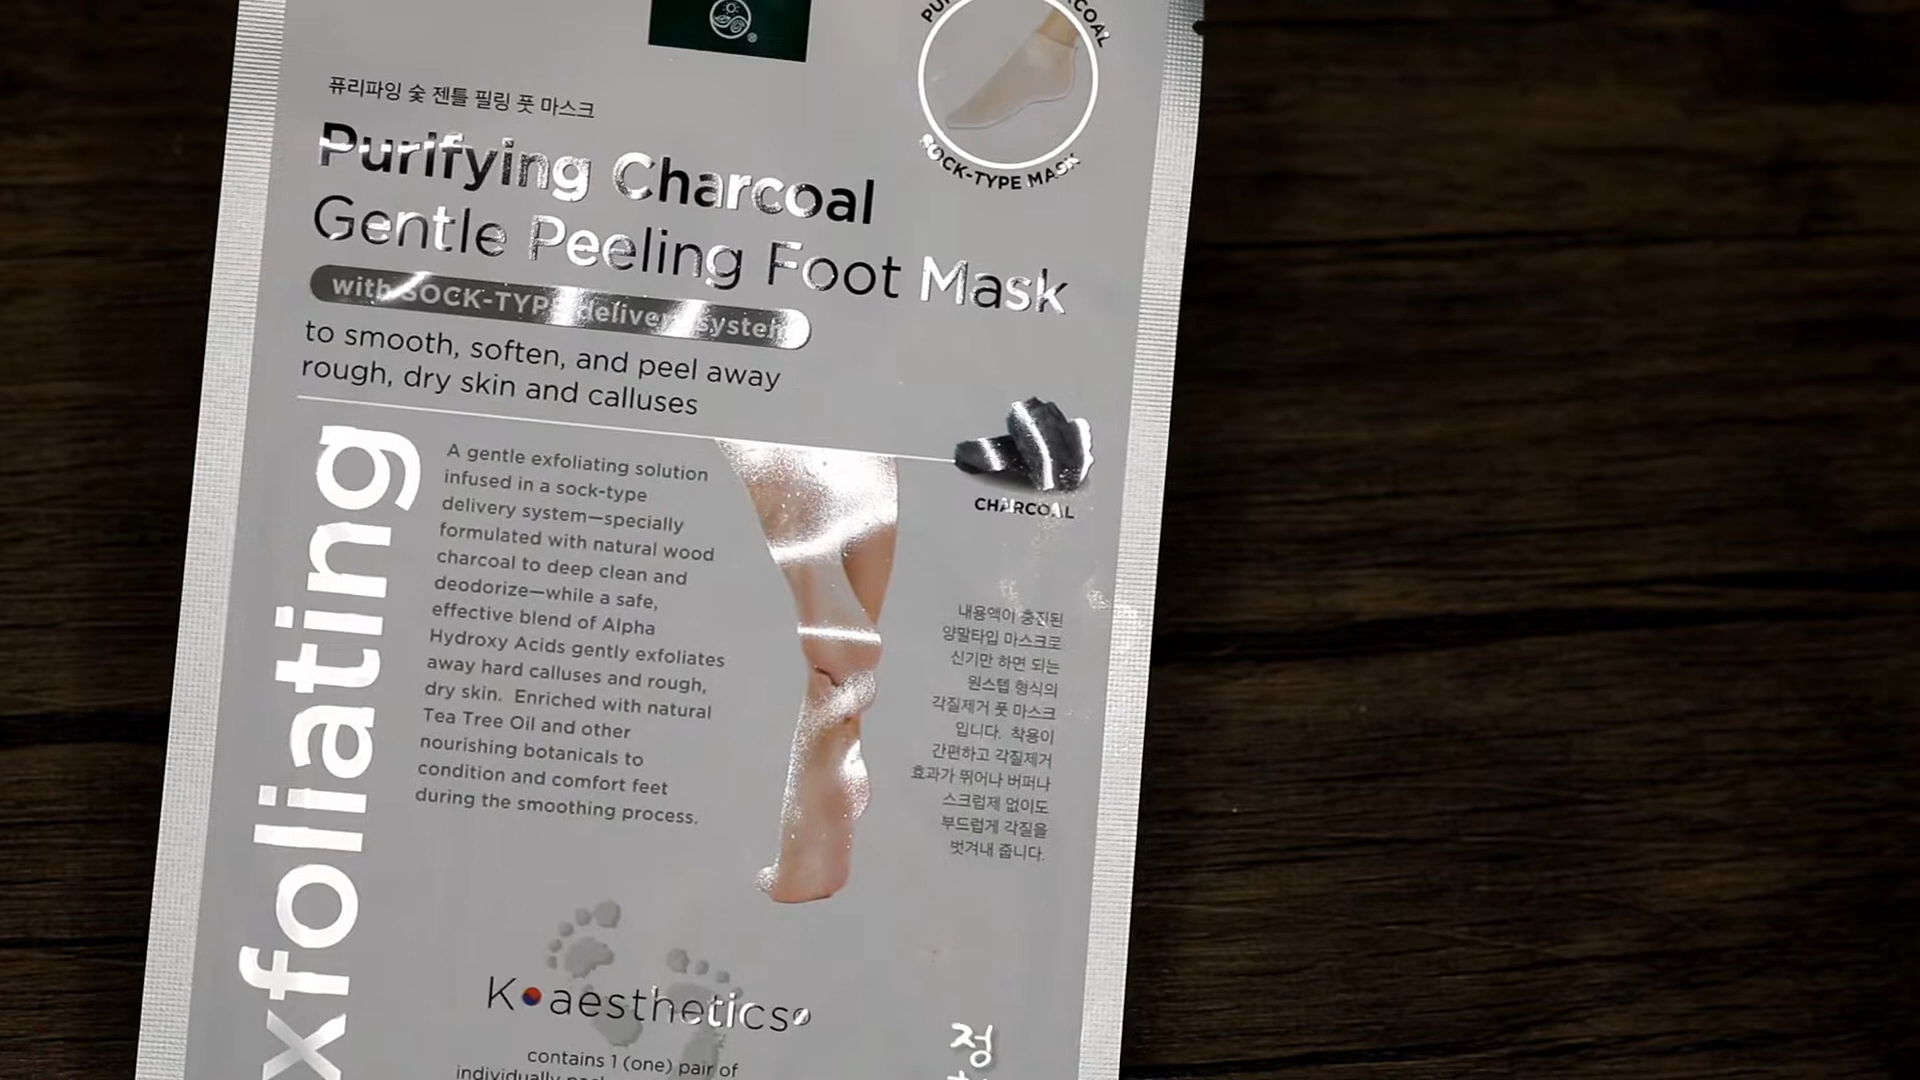 퓨리파잉 숯 젠틀 필링 풋 마스크
Purifying Charcoal
Gentle Peeling Foot Mask
with SOCK-TYPE delivery system
to smooth, soften, and peel away
rough, dry skin and calluses
COAL
SOCK-TYPE MASK
CHARCOAL
xfoliating
A gentle exfoliating solution
infused in a sock-type
delivery system—specially
formulated with natural wood
charcoal to deep clean and
deodorize—while a safe,
effective blend of Alpha
Hydroxy Acids gently exfoliates
away hard calluses and rough,
dry skin. Enriched with natural
Tea Tree Oil and other
nourishing botanicals to
condition and comfort feet
during the smoothing process.
내용액이 충진된
양말타입 마스크로
신기만 하면 되는
원스텝 형식의
각질제거 풋 마스크
입니다. 착용이
간편하고 각질제거
효과가 뛰어나 버퍼나
스크럽제 없이도
부드럽게 각질을
벗겨내 줍니다.
K aesthetics
contains 1 (one) pair of
individually
정